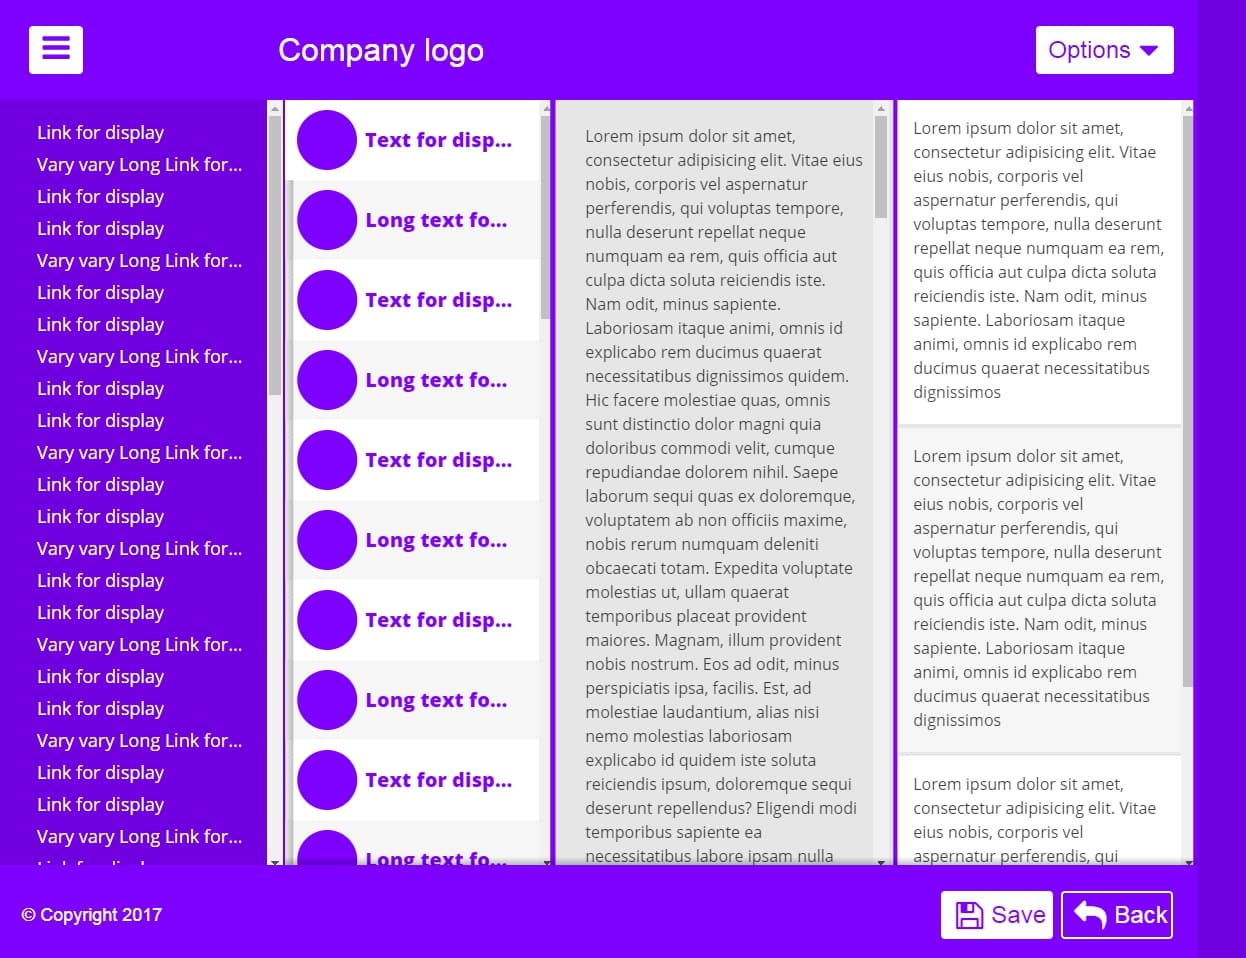 Company logo
Options
Link for display
Vary vary Long Link for...
Link for display
Link for display
Vary vary Long Link for...
Link for display
Link for display
Vary vary Long Link for...
Link for display
Link for display
Vary vary Long Link for...
Link for display
Link for display
Vary vary Long Link for...
Link for display
Link for display
Vary vary Long Link for...
Link for display
Link for display
Vary vary Long Link for...
Link for display
Link for display
Vary vary Long Link for...
Text for disp...
Long text fo...
Text for disp...
Long text fo...
Text for disp...
Long text fo...
Text for disp...
Long text fo...
Text for disp...
Long text fo...
Lorem ipsum dolor sit amet,
consectetur adipisicing elit. Vitae eius
nobis, corporis vel aspernatur
perferendis, qui voluptas tempore,
nulla deserunt repellat neque
numquam ea rem, quis officia aut
culpa dicta soluta reiciendis iste.
Nam odit, minus sapiente.
Laboriosam itaque animi, omnis id
explicabo rem ducimus quaerat
necessitatibus dignissimos quidem.
Hic facere molestiae quas, omnis
sunt distinctio dolor magni quia
doloribus commodi velit, cumque
repudiandae dolorem nihil. Saepe
laborum sequi quas ex doloremque,
voluptatem ab non officiis maxime,
nobis rerum numquam deleniti
obcaecati totam. Expedita voluptate
molestias ut, ullam quaerat
temporibus placeat provident
maiores. Magnam, illum provident
nobis nostrum. Eos ad odit, minus
perspiciatis ipsa, facilis. Est, ad
molestiae laudantium, alias nisi
nemo molestias laboriosam
explicabo id quidem iste soluta
reiciendis ipsum, doloremque sequi
deserunt repellendus? Eligendi modi
temporibus sapiente ea
necessitatibus labore ipsam nulla
Lorem ipsum dolor sit amet,
consectetur adipisicing elit. Vitae
eius nobis, corporis vel
aspernatur perferendis, qui
voluptas tempore, nulla deserunt
repellat neque numquam ea rem,
quis officia aut culpa dicta soluta
reiciendis iste. Nam odit, minus
sapiente. Laboriosam itaque
animi, omnis id explicabo rem
ducimus quaerat necessitatibus
dignissimos
Lorem ipsum dolor sit amet,
consectetur adipisicing elit. Vitae
eius nobis, corporis vel
aspernatur perferendis, qui
voluptas tempore, nulla deserunt
repellat neque numquam ea rem,
quis officia aut culpa dicta soluta
reiciendis iste. Nam odit, minus
sapiente. Laboriosam itaque
animi, omnis id explicabo rem
ducimus quaerat necessitatibus
dignissimos
Lorem ipsum dolor sit amet,
consectetur adipisicing elit. Vitae
eius nobis, corporis vel
aspernatur perferendis, qui
© Copyright 2017
Save
Back